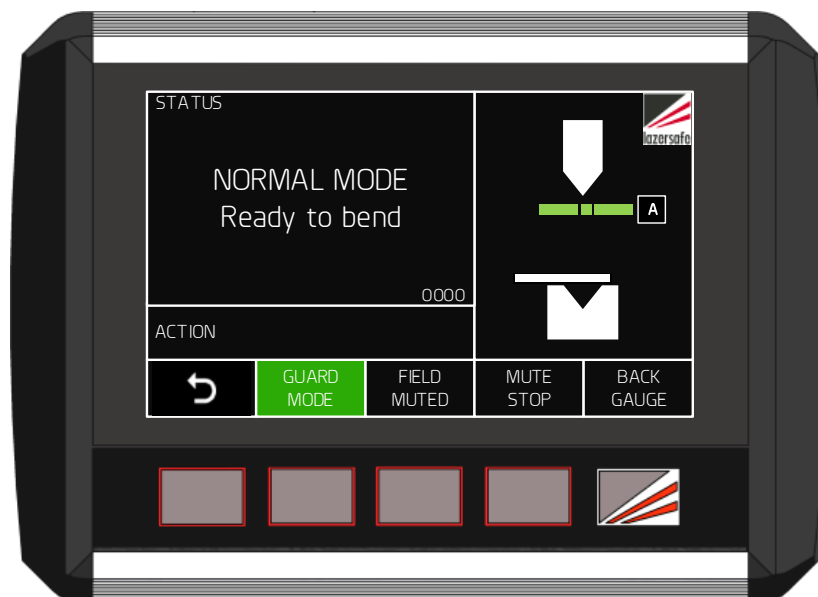 STATUS
NORMAL MODE
Ready to bend
0000
ACTION
lazersafe
A
GUARD
MODE
FIELD
MUTED
MUTE
STOP
BACK
GAUGE